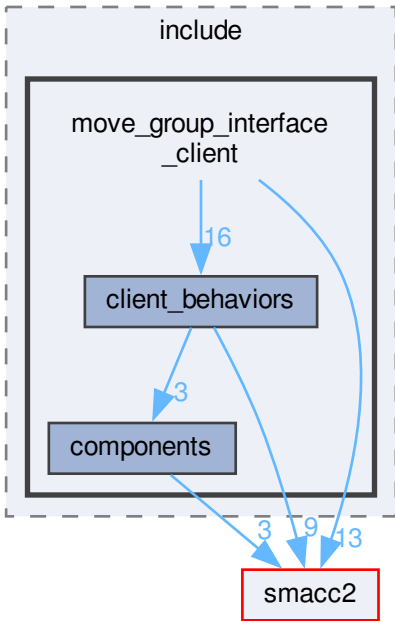 include
move_group_interface
_client
16
client_behaviors
3
components
3
9
13
smacc2